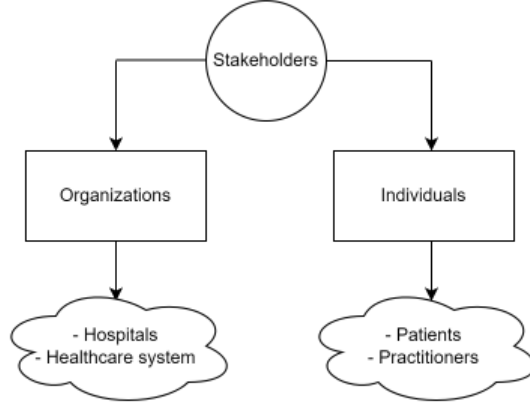 Stakeholders
Organizations
Individuals
- Hospitals
- Healthcare system
- Patients
- Practitioners